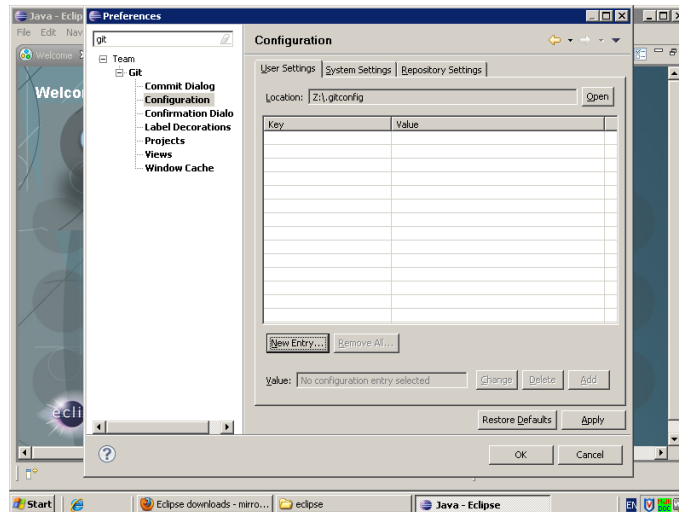 Java - Eclip
Preferences
File Edit Nav
Welcome
Welco
ecli
git
Team
Git
Commit Dialog
Configuration
Confirmation Dialo
Label Decorations
Projects
Views
Window Cache
Configuration
User Settings System Settings Repository Settings
Location: Z:\.gitconfig Open
Key Value
New Entry... Remove All...
Value: No configuration entry selected Change Delete Add
Restore Defaults Apply
OK Cancel
Start Eclipse downloads - mirro... eclipse Java - Eclipse EN